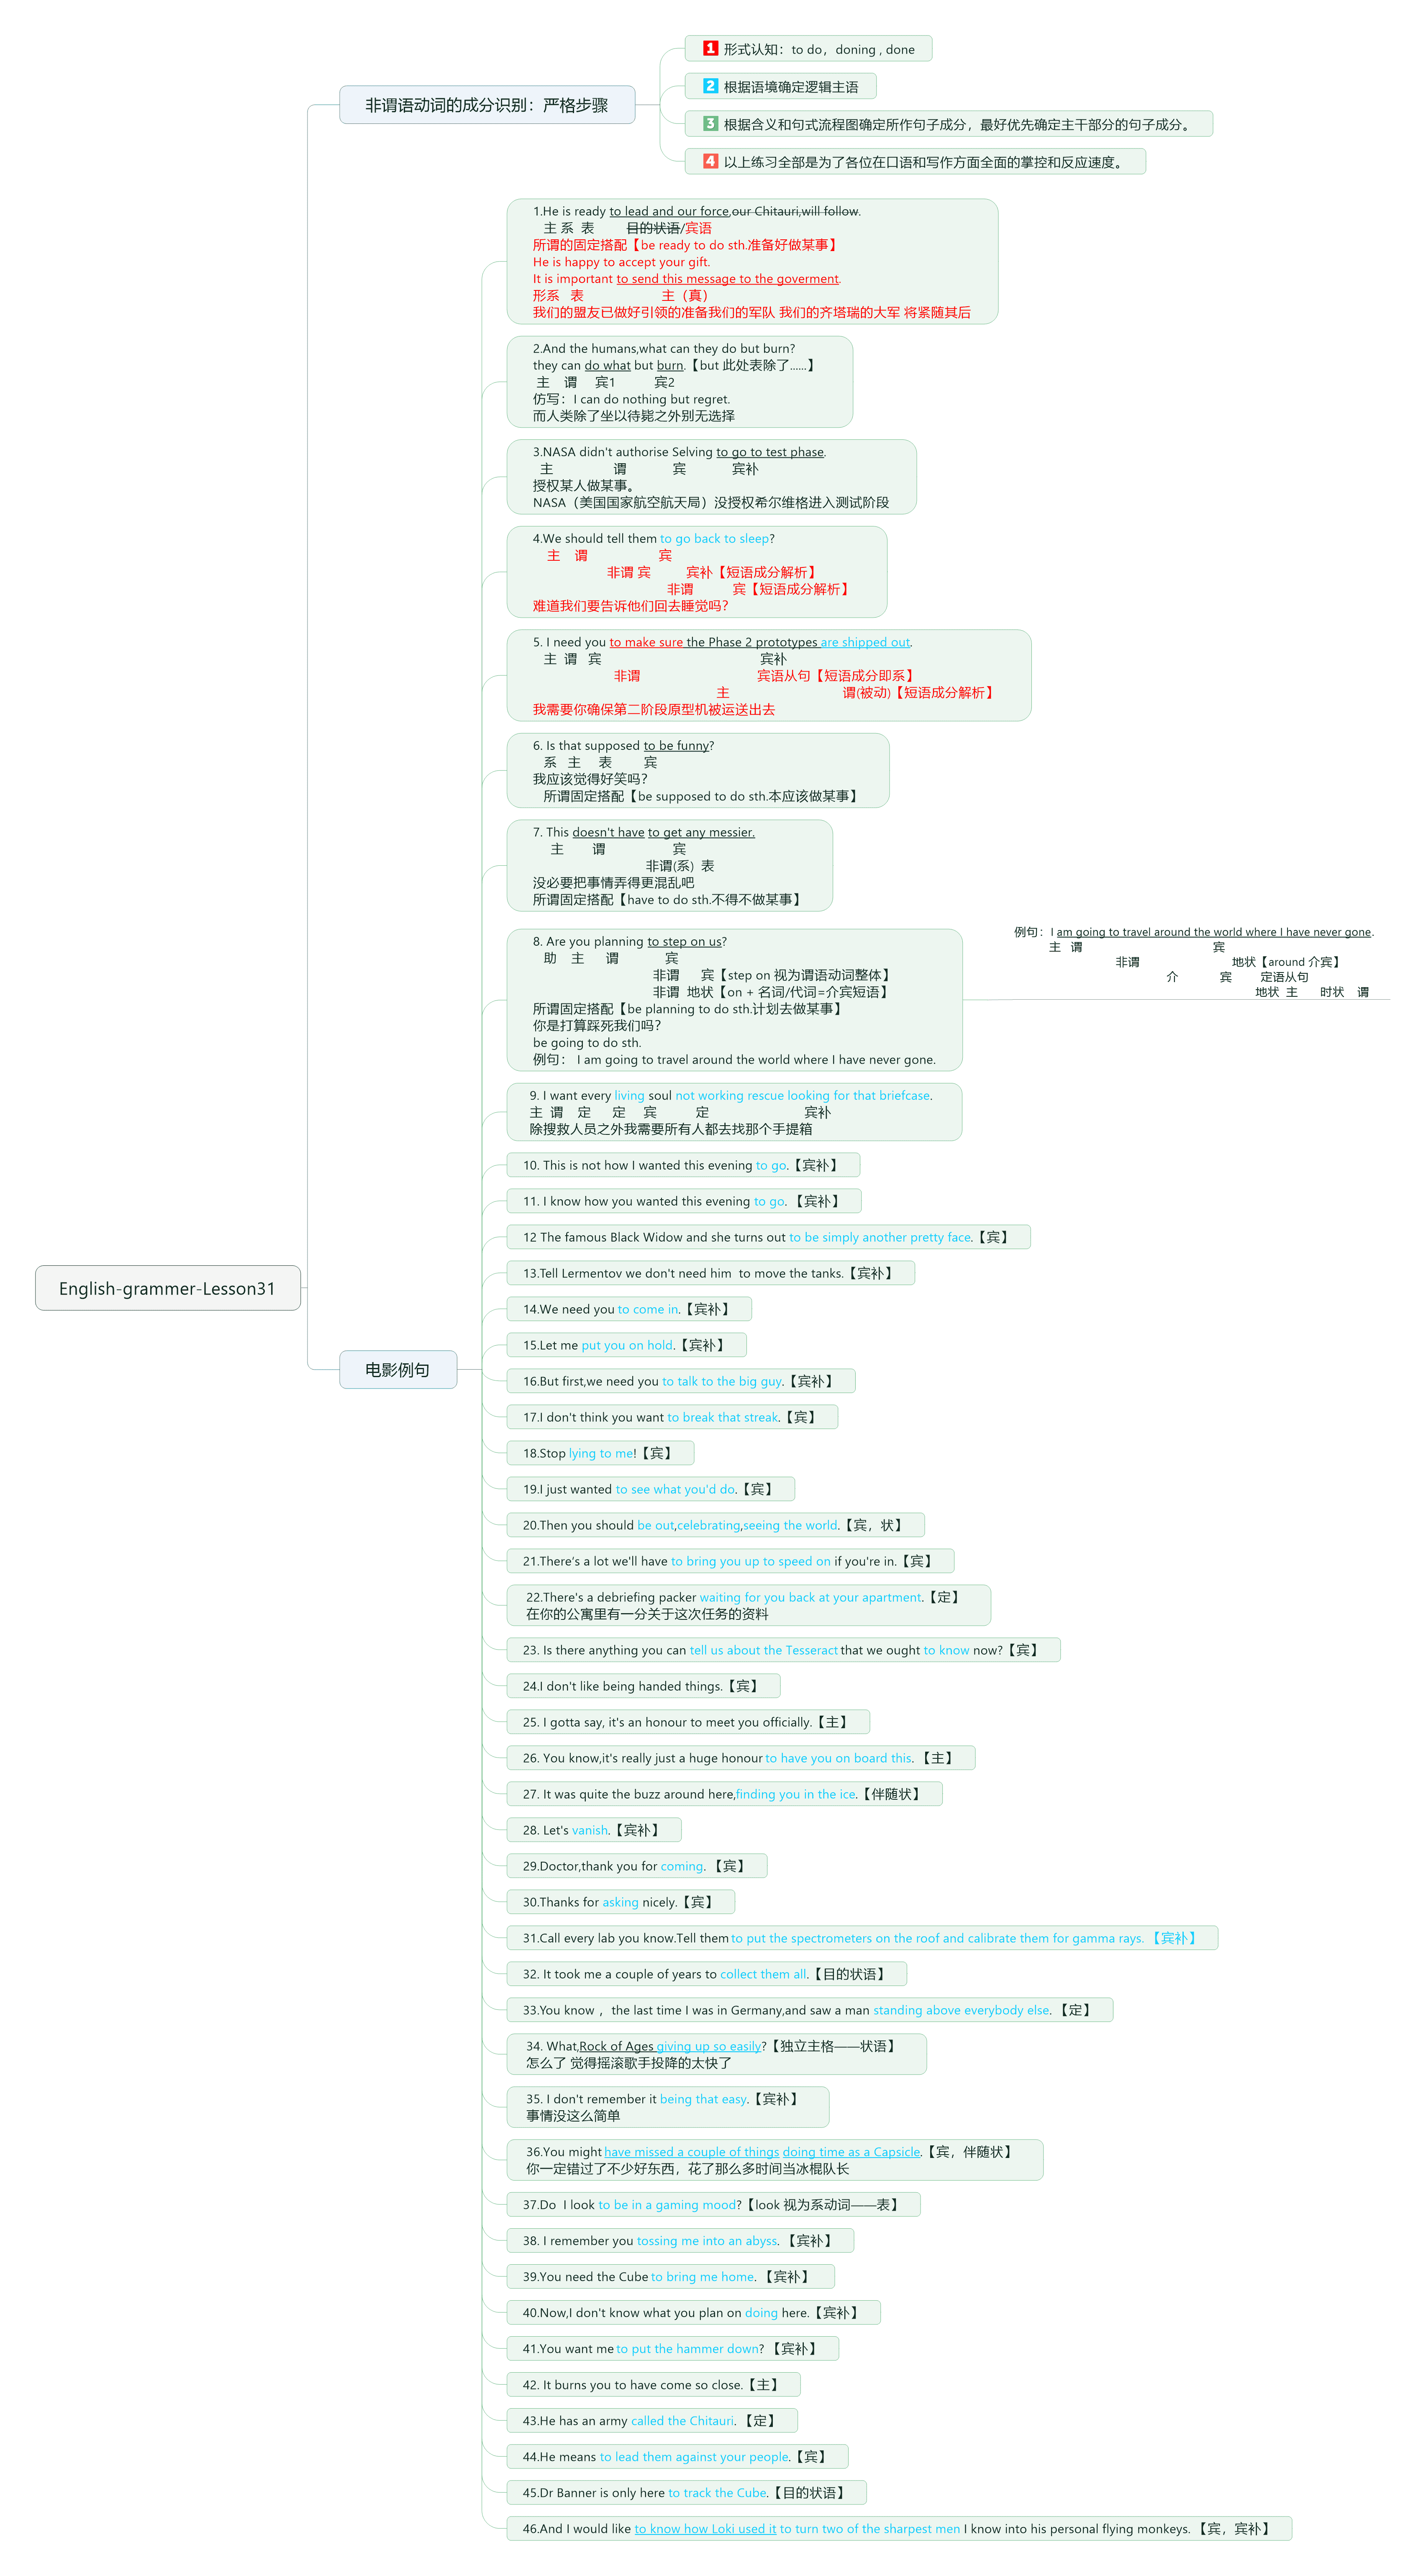 English-grammer-Lesson31
非谓语动词的成分识别：严格步骤
1 形式认知：to do，doning , done
2 根据语境确定逻辑主语
3 根据含义和句式流程图确定所作句子成分，最好优先确定主干部分的句子成分。
4 以上练习全部是为了各位在口语和写作方面全面的掌控和反应速度。
电影例句
1.He is ready to lead and our force,our Chitauri,will follow.
主 系 表 目的状语/宾语
所谓的固定搭配【be ready to do sth.准备好做某事】
He is happy to accept your gift.
It is important to send this message to the goverment.
形系 表 主（真）
我们的盟友已做好引领的准备我们的军队 我们的齐塔瑞的大军 将紧随其后
2.And the humans,what can they do but burn?
they can do what but burn.【but 此处表除了......】
主 谓 宾1 宾2
仿写：I can do nothing but regret.
而人类除了坐以待毙之外别无选择
3.NASA didn't authorise Selving to go to test phase.
主 谓 宾 宾补
授权某人做某事。
NASA（美国国家航空航天局）没授权希尔维格进入测试阶段
4.We should tell them to go back to sleep?
主 谓 宾
非谓 宾 宾补【短语成分解析】
非谓 宾【短语成分解析】
难道我们要告诉他们回去睡觉吗？
5. I need you to make sure the Phase 2 prototypes are shipped out.
主 谓 宾 宾补
非谓 宾语从句【短语成分即系】
主 谓(被动)【短语成分解析】
我需要你确保第二阶段原型机被运送出去
6. Is that supposed to be funny?
系 主 表 宾
我应该觉得好笑吗？
所谓固定搭配【be supposed to do sth.本应该做某事】
7. This doesn't have to get any messier.
主 谓 宾
非谓(系) 表
没必要把事情弄得更混乱吧
所谓固定搭配【have to do sth.不得不做某事】
8. Are you planning to step on us?
助 主 谓 宾
非谓 宾【step on 视为谓语动词整体】
非谓 地状【on + 名词/代词=介宾短语】
所谓固定搭配【be planning to do sth.计划去做某事】
你是打算踩死我们吗？
be going to do sth.
例句： I am going to travel around the world where I have never gone.
例句：I am going to travel around the world where I have never gone.
主 谓 宾
非谓 地状【around 介宾】
介 宾 定语从句
地状 主 时状 谓
9. I want every living soul not working rescue looking for that briefcase.
主 谓 定 定 宾 定 宾补
除搜救人员之外我需要所有人都去找那个手提箱
10. This is not how I wanted this evening to go.【宾补】
11. I know how you wanted this evening to go. 【宾补】
12 The famous Black Widow and she turns out to be simply another pretty face.【宾】
13.Tell Lermentov we don't need him to move the tanks.【宾补】
14.We need you to come in.【宾补】
15.Let me put you on hold.【宾补】
16.But first,we need you to talk to the big guy.【宾补】
17.I don't think you want to break that streak.【宾】
18.Stop lying to me!【宾】
19.I just wanted to see what you'd do.【宾】
20.Then you should be out,celebrating,seeing the world.【宾，状】
21.There's a lot we'll have to bring you up to speed on if you're in.【宾】
22.There's a debriefing packer waiting for you back at your apartment.【定】
在你的公寓里有一分关于这次任务的资料
23. Is there anything you can tell us about the Tesseract that we ought to know now?【宾】
24.I don't like being handed things.【宾】
25. I gotta say, it's an honour to meet you officially.【主】
26. You know,it's really just a huge honour to have you on board this. 【主】
27. It was quite the buzz around here,finding you in the ice.【伴随状】
28. Let's vanish.【宾补】
29.Doctor,thank you for coming. 【宾】
30.Thanks for asking nicely.【宾】
31.Call every lab you know.Tell them to put the spectrometers on the roof and calibrate them for gamma rays. 【宾补】
32. It took me a couple of years to collect them all.【目的状语】
33.You know ，the last time I was in Germany,and saw a man standing above everybody else. 【定】
34. What,Rock of Ages giving up so easily?【独立主格——状语】
怎么了 觉得摇滚歌手投降的太快了
35. I don't remember it being that easy.【宾补】
事情没这么简单
36.You might have missed a couple of things doing time as a Capsicle.【宾，伴随状】
你一定错过了不少好东西，花了那么多时间当冰棍队长
37.Do I look to be in a gaming mood?【look 视为系动词——表】
38. I remember you tossing me into an abyss. 【宾补】
39.You need the Cube to bring me home. 【宾补】
40.Now,I don't know what you plan on doing here.【宾补】
41.You want me to put the hammer down? 【宾补】
42. It burns you to have come so close.【主】
43.He has an army called the Chitauri. 【定】
44.He means to lead them against your people.【宾】
45.Dr Banner is only here to track the Cube.【目的状语】
46.And I would like to know how Loki used it to turn two of the sharpest men I know into his personal flying monkeys. 【宾，宾补】